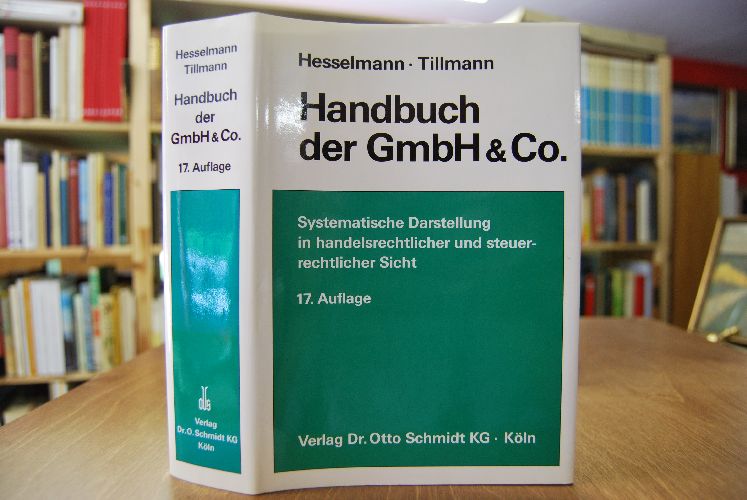 Hesselmann
Tillmann
Handbuch
der
GmbH & Co.
17. Auflage
ovs
Verlag
Dr. O. Schmidt KG
Köln
Hesselmann · Tillmann
Handbuch
der GmbH & Co.
Systematische Darstellung
in handelsrechtlicher und steuer-
rechtlicher Sicht
17. Auflage
Verlag Dr. Otto Schmidt KG · Köln